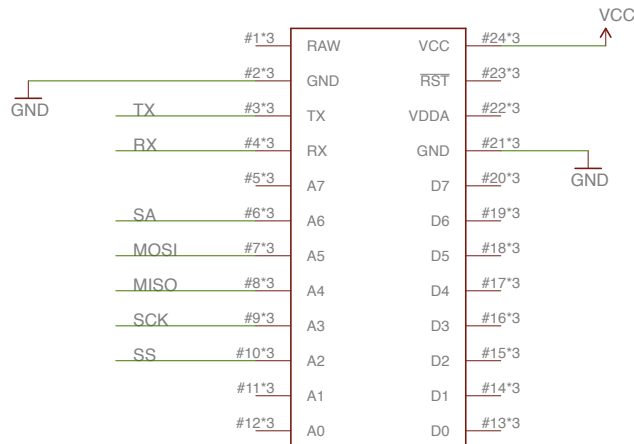 VCC
#1*3 RAW VCC #24*3
#2*3 GND RST #23*3
GND
TX #3*3 TX VDDA #22*3
RX #4*3 RX GND #21*3
GND
#5*3 A7 D7 #20*3
SA #6*3 A6 D6 #19*3
MOSI #7*3 A5 D5 #18*3
MISO #8*3 A4 D4 #17*3
SCK #9*3 A3 D3 #16*3
SS #10*3 A2 D2 #15*3
#11*3 A1 D1 #14*3
#12*3 A0 D0 #13*3